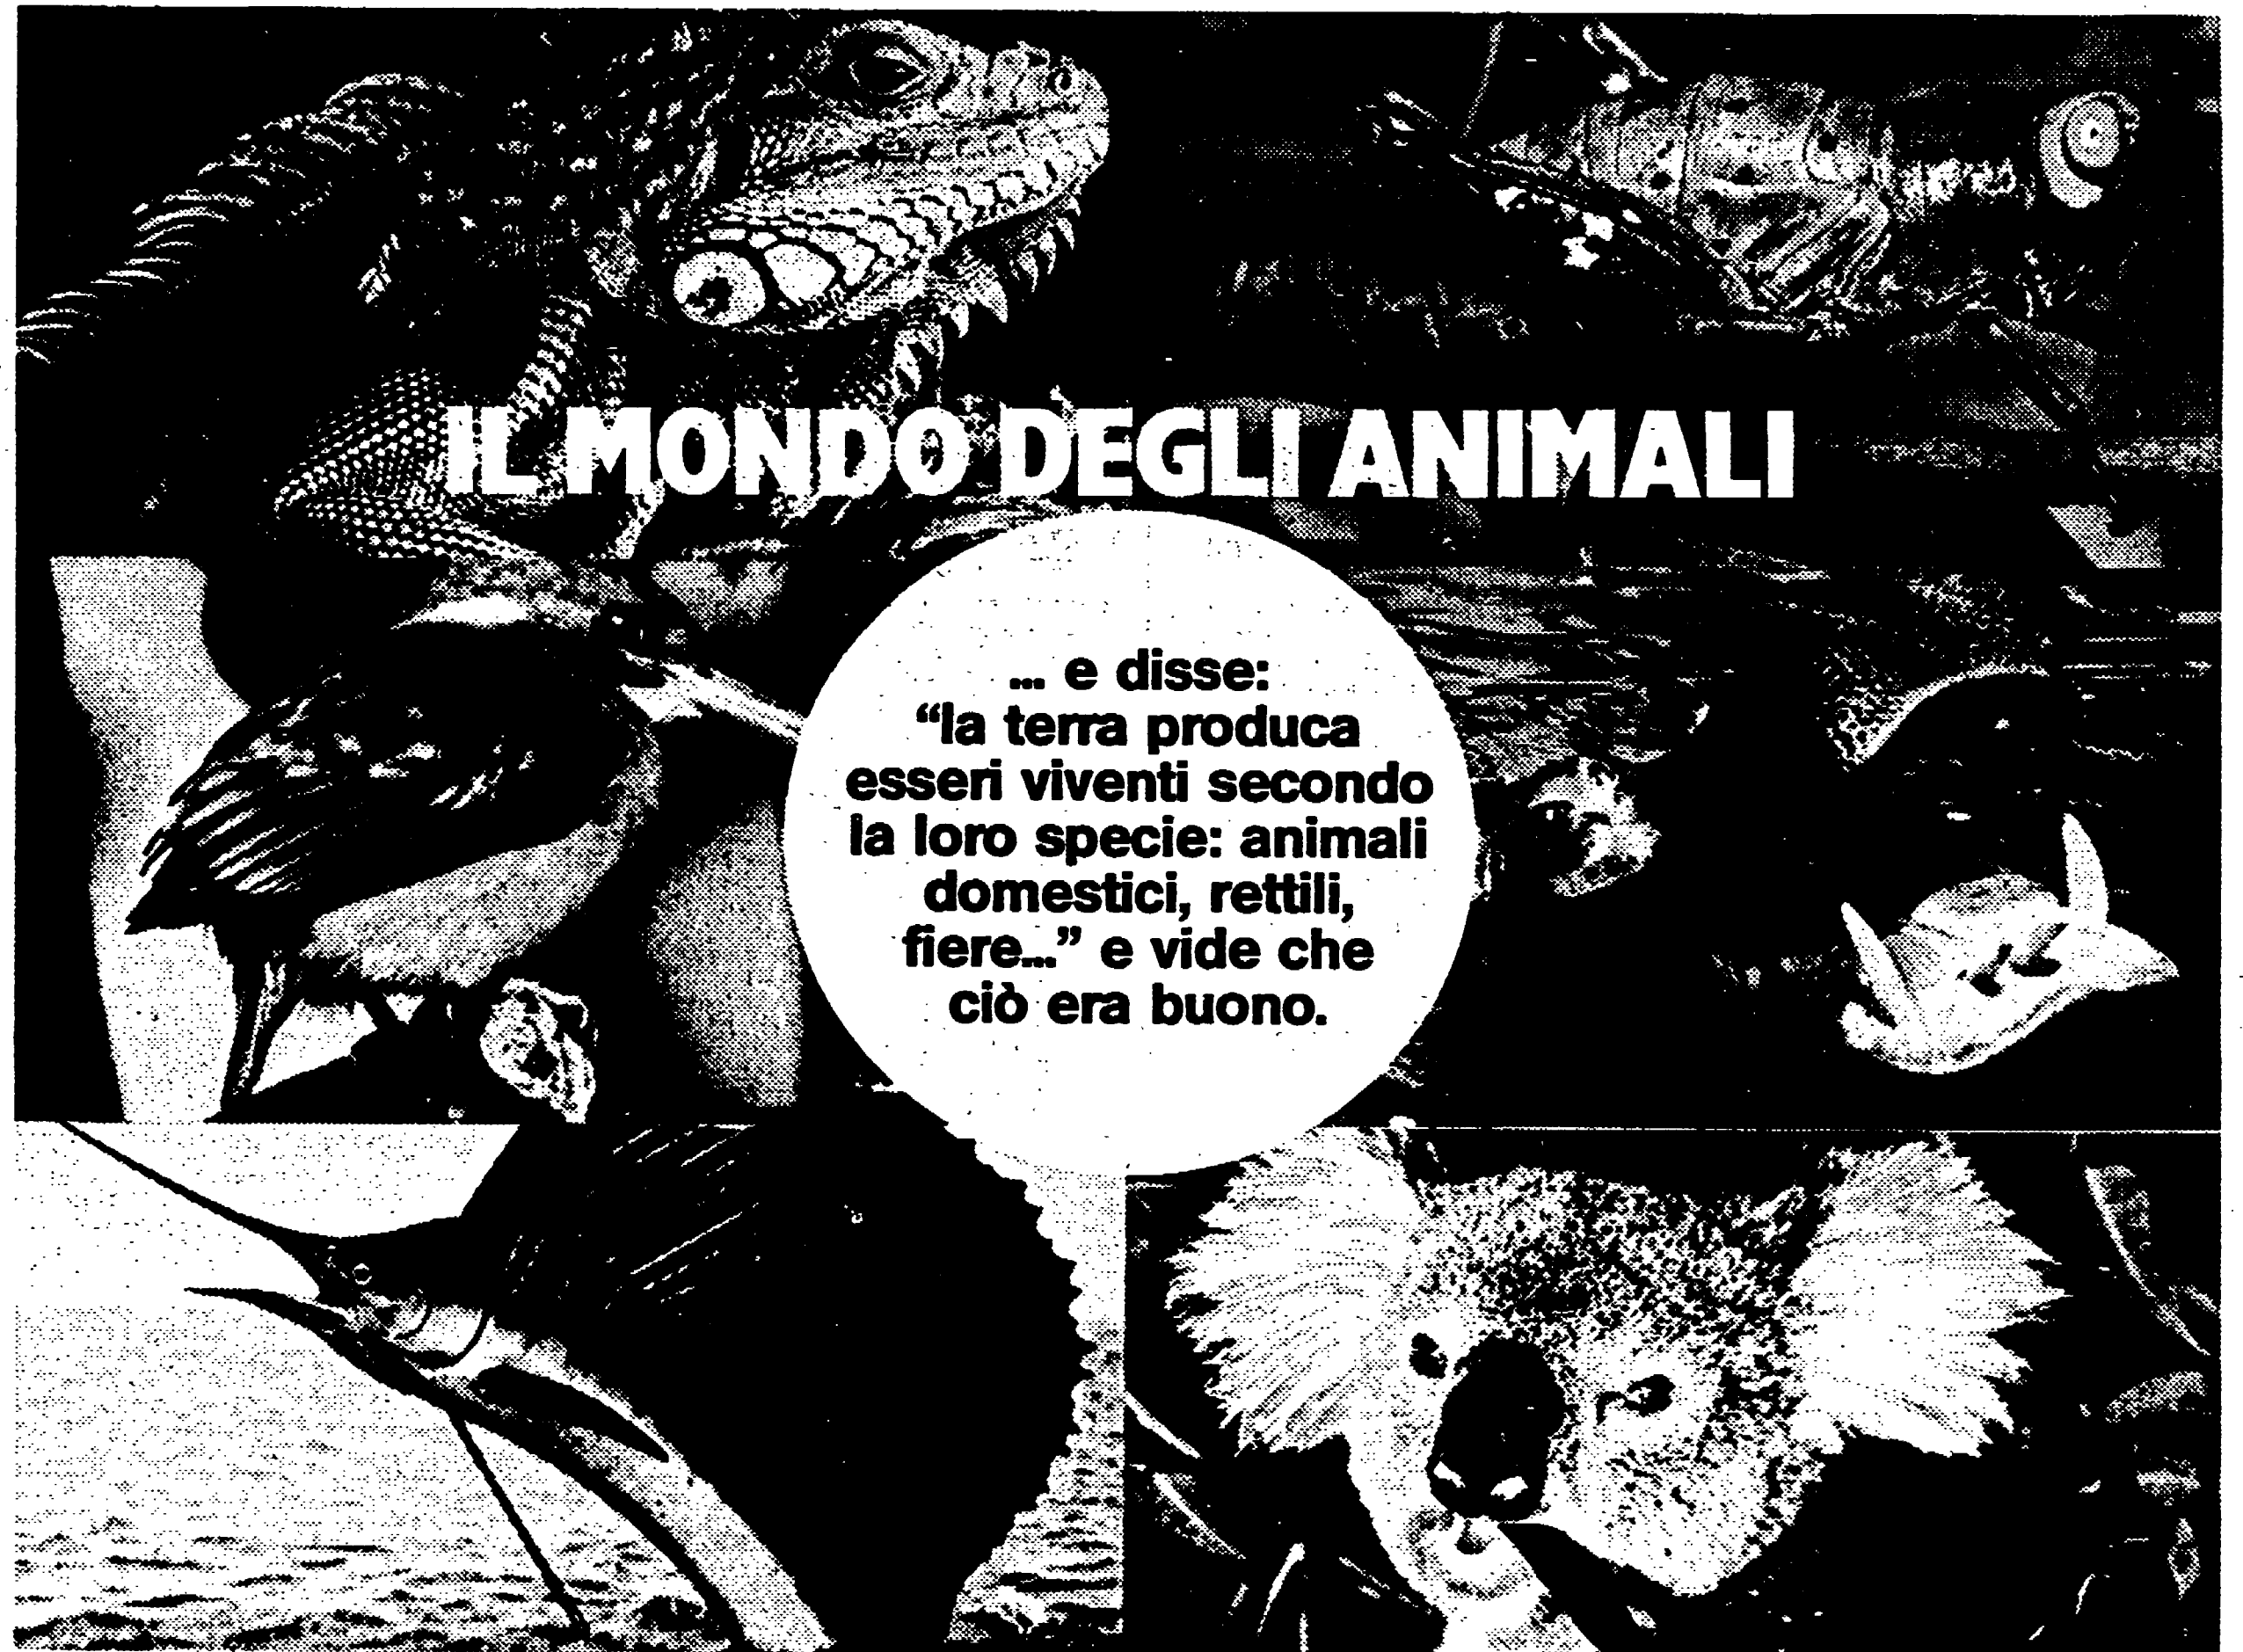 IL MONDO DEGLI ANIMALI
... e disse:
“la terra produca
esseri viventi secondo
la loro specie: animali
domestici, rettili,
fiere...” e vide che
ciò era buono.